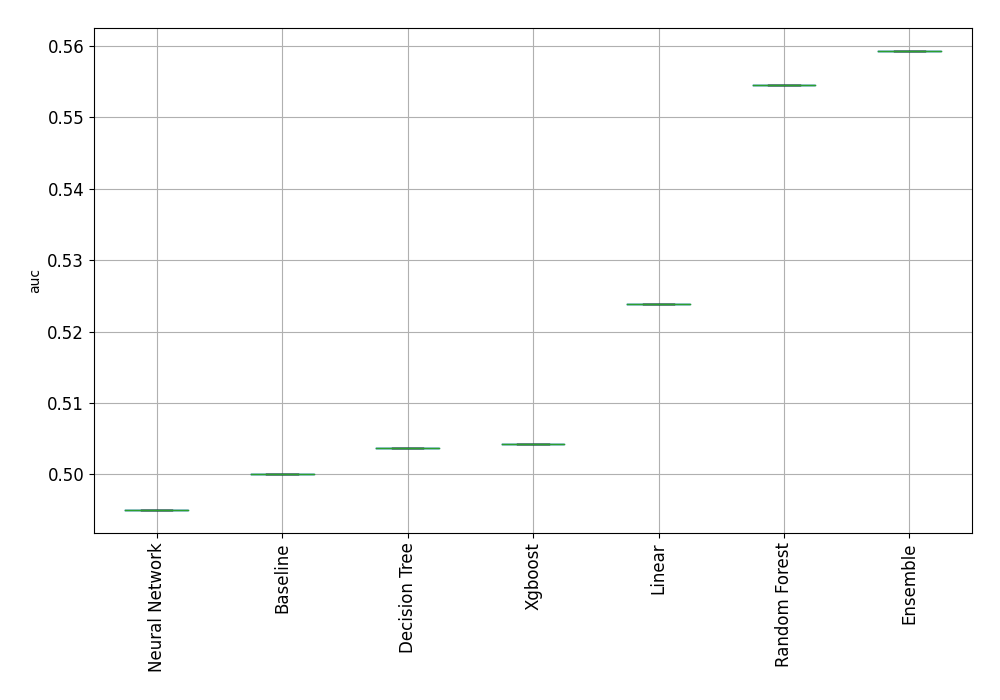 0.56
0.55
0.54
0.53
0.52
0.51
0.50
auc
Neural Network
Baseline
Decision Tree
Xgboost
Linear
Random Forest
Ensemble